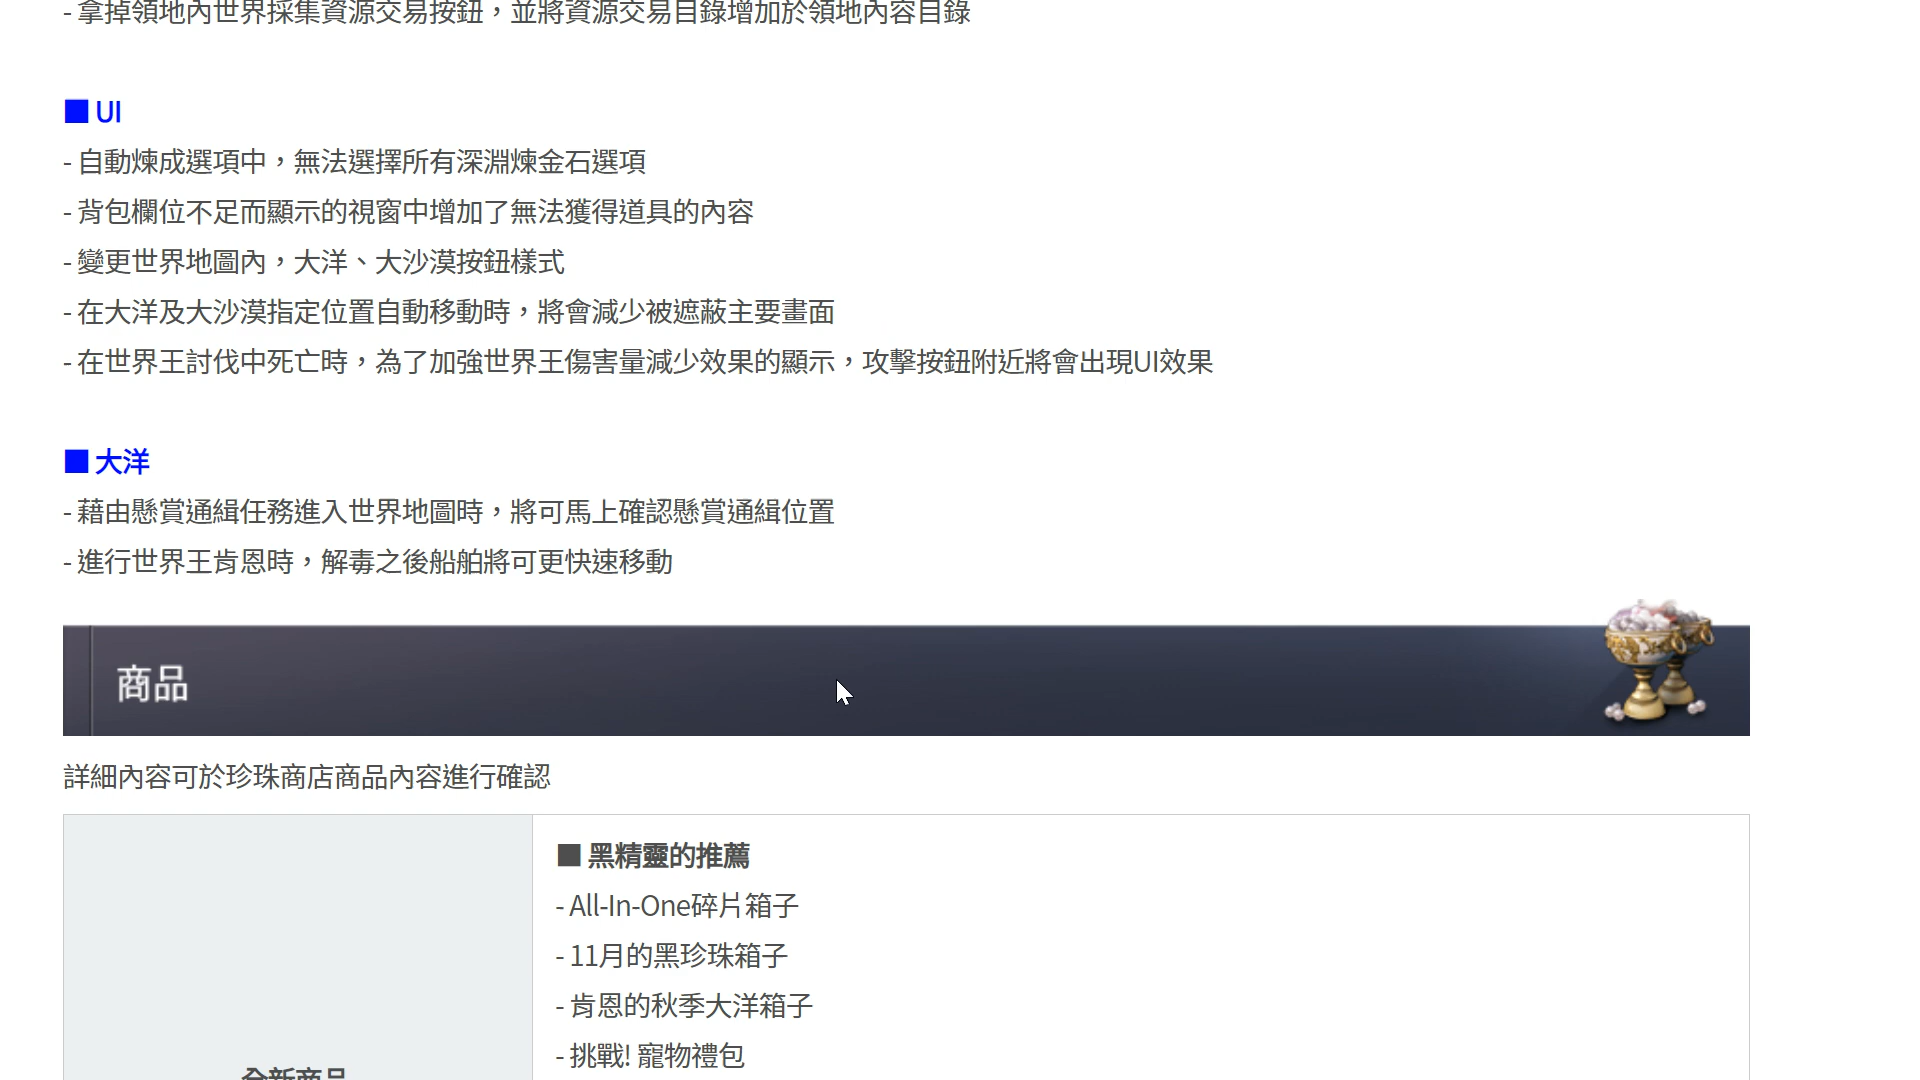 - 拿掉領地內世界採集資源交易按鈕，並將資源交易目錄增加於領地內容目錄
■ UI
- 自動煉成選項中，無法選擇所有深淵煉金石選項
- 背包欄位不足而顯示的視窗中增加了無法獲得道具的內容
- 變更世界地圖內，大洋、大沙漠按鈕樣式
- 在大洋及大沙漠指定位置自動移動時，將會減少被遮蔽主要畫面
- 在世界王討伐中死亡時，為了加強世界王傷害量減少效果的顯示，攻擊按鈕附近將會出現UI效果
■ 大洋
- 藉由懸賞通緝任務進入世界地圖時，將可馬上確認懸賞通緝位置
- 進行世界王肯恩時，解毒之後船舶將可更快速移動
商品
詳細內容可於珍珠商店商品內容進行確認
■ 黑精靈的推薦
- All-In-One碎片箱子
- 11月的黑珍珠箱子
- 肯恩的秋季大洋箱子
- 挑戰! 寵物禮包
全新商品